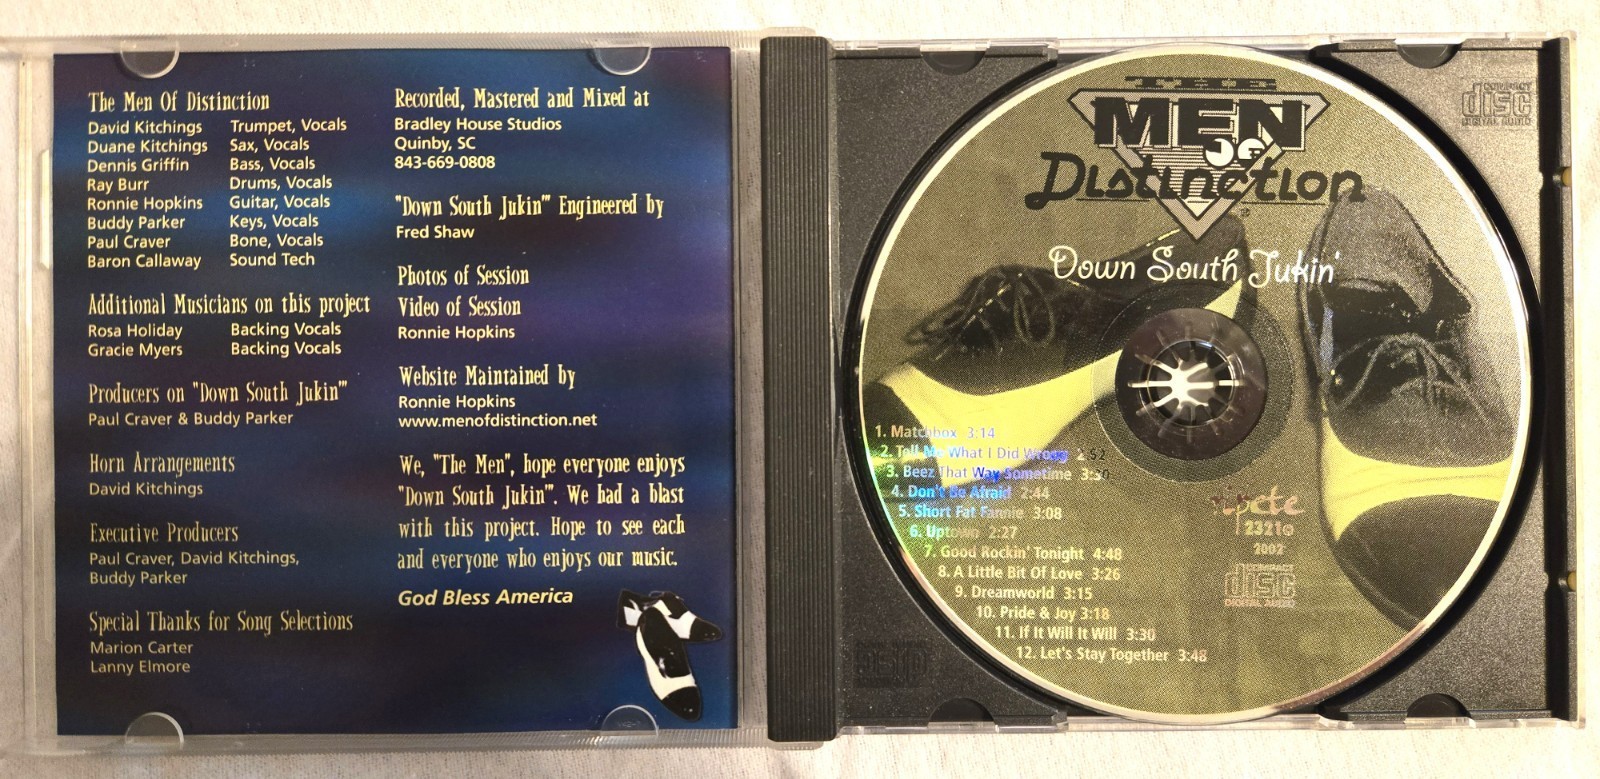 The Men Of Distinction
David Kitchings Trumpet, Vocals
Duane Kitchings Sax, Vocals
Dennis Griffin Bass, Vocals
Ray Burr Drums, Vocals
Ronnie Hopkins Guitar, Vocals
Buddy Parker Keys, Vocals
Paul Craver Bone, Vocals
Baron Callaway Sound Tech
Additional Musicians on this project
Rosa Holiday Backing Vocals
Gracie Myers Backing Vocals
Producers on "Down South Jukin'"
Paul Craver & Buddy Parker
Horn Arrangements
David Kitchings
Executive Producers
Paul Craver, David Kitchings,
Buddy Parker
Special Thanks for Song Selections
Marion Carter
Lanny Elmore
Recorded, Mastered and Mixed at
Bradley House Studios
Quinby, SC
843-669-0808
"Down South Jukin'" Engineered by
Fred Shaw
Photos of Session
Video of Session
Ronnie Hopkins
Website Maintained by
Ronnie Hopkins
www.menofdistinction.net
We, "The Men", hope everyone enjoys
"Down South Jukin'". We had a blast
with this project. Hope to see each
and everyone who enjoys our music.
God Bless America
MEN
Distinction
Down South Jukin'
1. Matchbox 3:14
2. Tell Me What I Did Wrong 2:52
3. Beez That Way Sometime 3:30
4. Don't Be Afraid 2:44
5. Short Fat Fannie 3:08
6. Uptown 2:27
7. Good Rockin' Tonight 4:48
8. A Little Bit Of Love 3:26
9. Dreamworld 3:15
10. Pride & Joy 3:18
11. If It Will It Will 3:30
12. Let's Stay Together 3:48
ripete
2321
2002
COMPACT
disc
DIGITAL AUDIO
COMPACT
disc
DIGITAL AUDIO